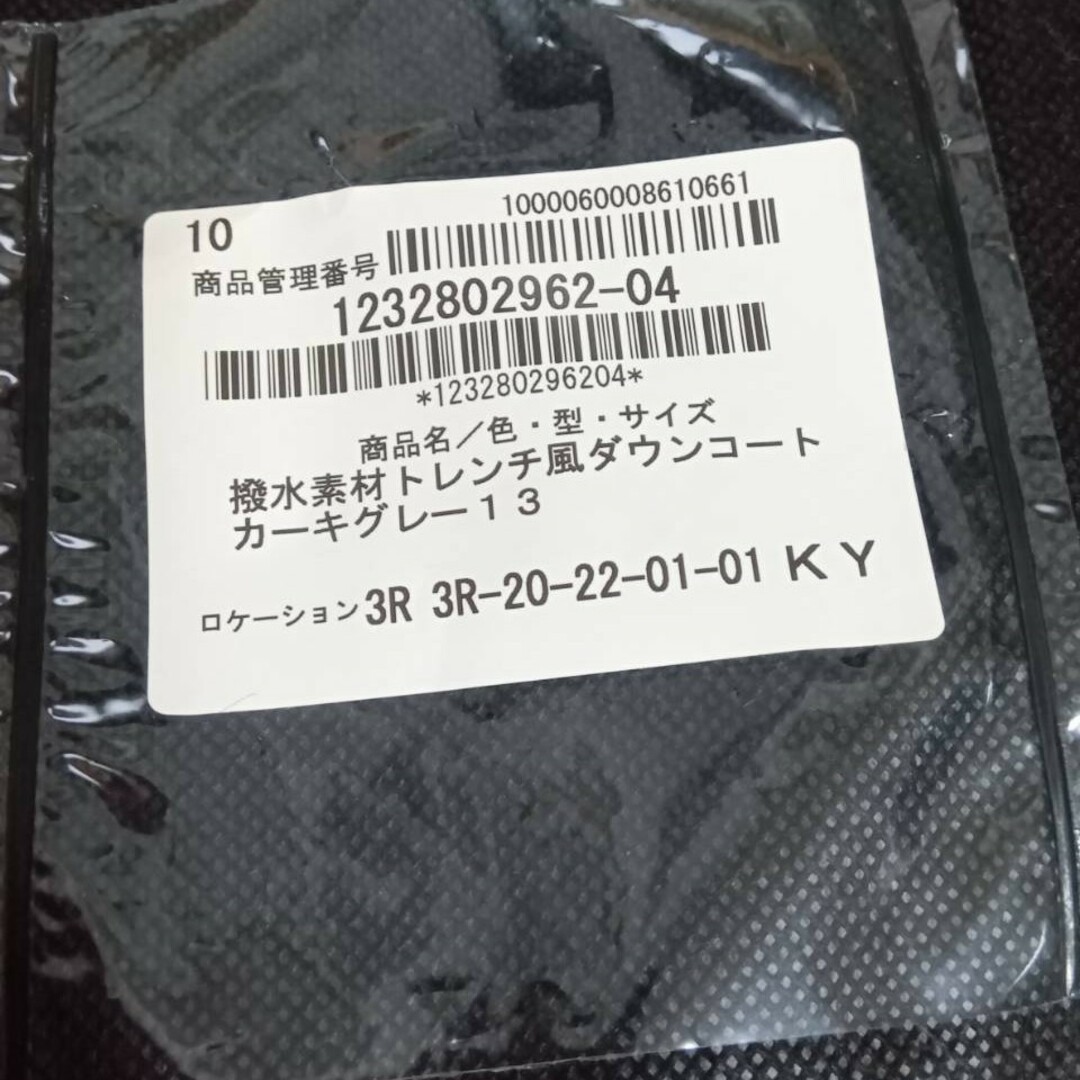 10
1000060008610661
商品管理番号
1232802962-04
*123280296204*
商品名／色・型・サイズ
撥水素材トレンチ風ダウンコート
カーキグレー１３
ロケーション 3R 3R-20-22-01-01 ＫＹ